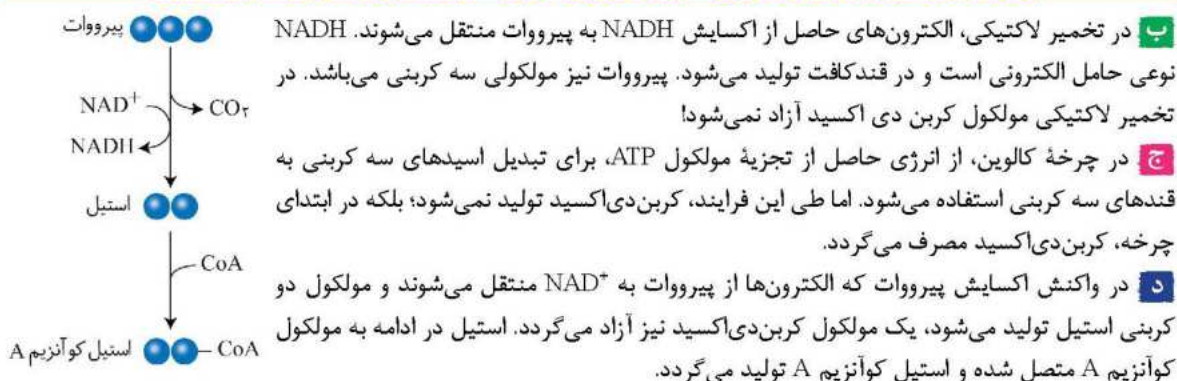 ب در تخمیر لاکتیکی، الکترون‌های حاصل از اکسایش NADH به پیرووات منتقل می‌شوند. NADH
نوعی حامل الکترونی است و در قندکافت تولید می‌شود. پیرووات نیز مولکولی سه کربنی می‌باشد. در
تخمیر لاکتیکی مولکول کربن دی اکسید آزاد نمی‌شود!
ج در چرخهٔ کالوین، از انرژی حاصل از تجزیهٔ مولکول ATP، برای تبدیل اسیدهای سه کربنی به
قندهای سه کربنی استفاده می‌شود. اما طی این فرایند، کربن‌دی‌اکسید تولید نمی‌شود؛ بلکه در ابتدای
چرخه، کربن‌دی‌اکسید مصرف می‌گردد.
د در واکنش اکسایش پیرووات که الکترون‌ها از پیرووات به NAD⁺ منتقل می‌شوند و مولکول دو
کربنی استیل تولید می‌شود، یک مولکول کربن‌دی‌اکسید نیز آزاد می‌گردد. استیل در ادامه به مولکول
کوآنزیم A متصل شده و استیل کوآنزیم A تولید می‌گردد.
پیرووات
NAD⁺
CO₂
NADH
استیل
CoA
CoA استیل کوآنزیم A